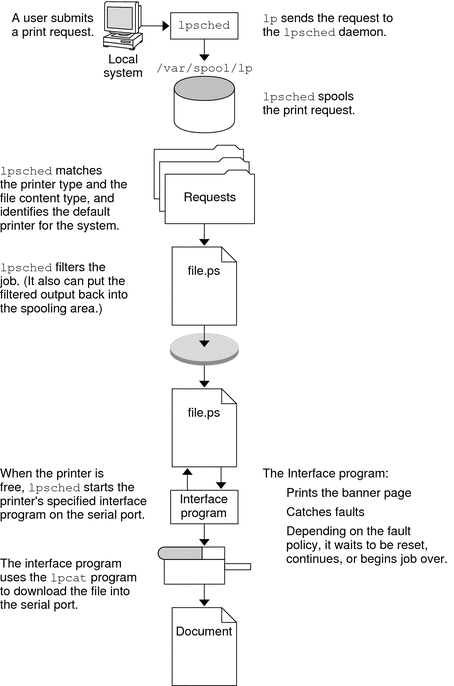 A user submits
a print request.
Local
system
lpsched
lp sends the request to
the lpsched daemon.
/var/spool/lp
lpsched spools
the print request.
lpsched matches
the printer type and the
file content type, and
identifies the default
printer for the system.
Requests
lpsched filters the
job. (It also can put the
filtered output back into
the spooling area.)
file.ps
file.ps
When the printer is
free, lpsched starts the
printer's specified interface
program on the serial port.
Interface
program
The Interface program:
Prints the banner page
Catches faults
Depending on the fault
policy, it waits to be reset,
continues, or begins job over.
The interface program
uses the lpcat program
to download the file into
the serial port.
Document